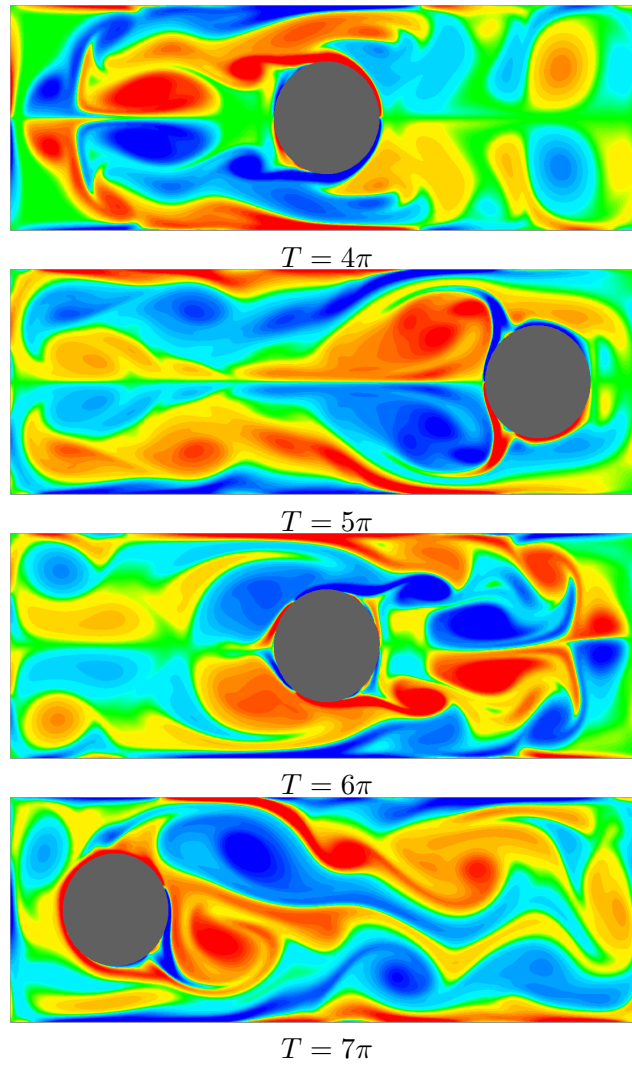 T = 4π
T = 5π
T = 6π
T = 7π